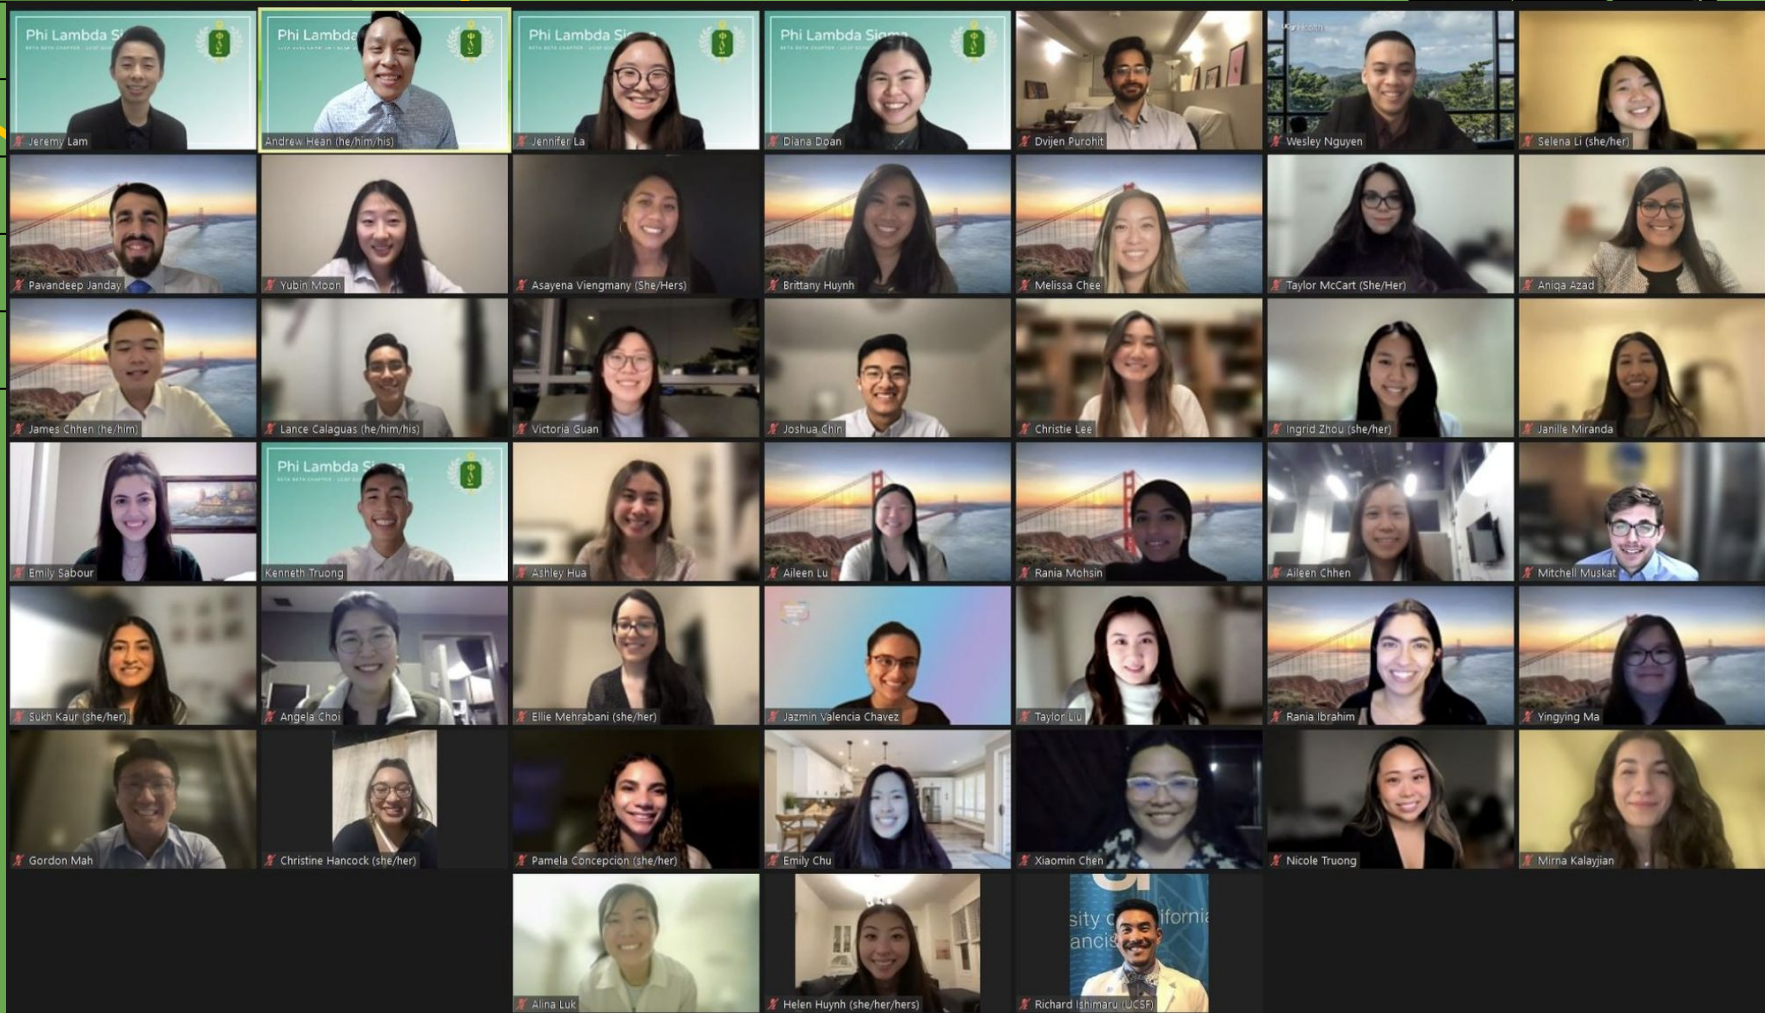 Phi Lambda Si
Jeremy Lam
Phi Lambda
Andrew Hean (he/him/his)
Phi Lambda Sigma
Jennifer La
Phi Lambda Sigma
Diana Doan
Dvijen Purohit
Wesley Nguyen
Selena Li (she/her)
Pavandeep Janday
Yubin Moon
Asayena Viengmany (She/Hers)
Brittany Huynh
Melissa Chee
Taylor McCart (She/Her)
Aniqa Azad
James Chhen (he/him)
Lance Calaguas (he/him/his)
Victoria Guan
Joshua Chin
Christie Lee
Ingrid Zhou (she/her)
Janille Miranda
Emily Sabour
Phi Lambda Sigma
Kenneth Truong
Ashley Hua
Aileen Lu
Rania Mohsin
Aileen Chhen
Mitchell Muskat
Sukh Kaur (she/her)
Angela Choi
Ellie Mehrabani (she/her)
Jazmin Valencia Chavez
Taylor Liu
Rania Ibrahim
Yingying Ma
Gordon Mah
Christine Hancock (she/her)
Pamela Concepcion (she/her)
Emily Chu
Xiaomin Chen
Nicole Truong
Mirna Kalayjian
Alina Luk
Helen Huynh (she/her/hers)
sity of California
ancis
Richard Ishimaru (UCSF)